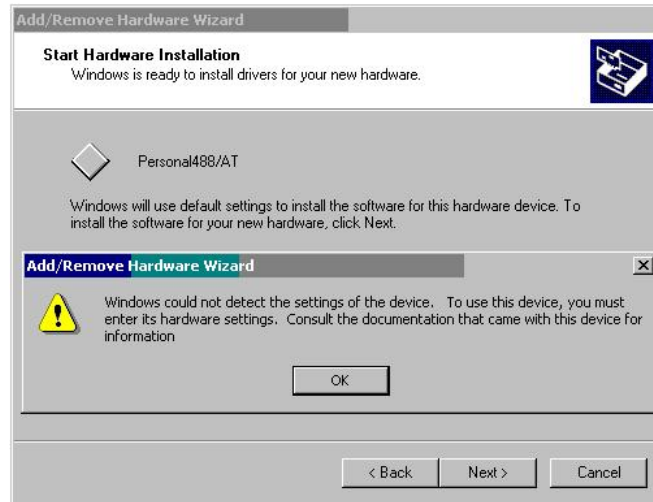 Add/Remove Hardware Wizard
Start Hardware Installation
Windows is ready to install drivers for your new hardware.
Personal488/AT
Windows will use default settings to install the software for this hardware device. To
install the software for your new hardware, click Next.
Add/Remove Hardware Wizard
Windows could not detect the settings of the device. To use this device, you must
enter its hardware settings. Consult the documentation that came with this device for
information
OK
< Back Next > Cancel